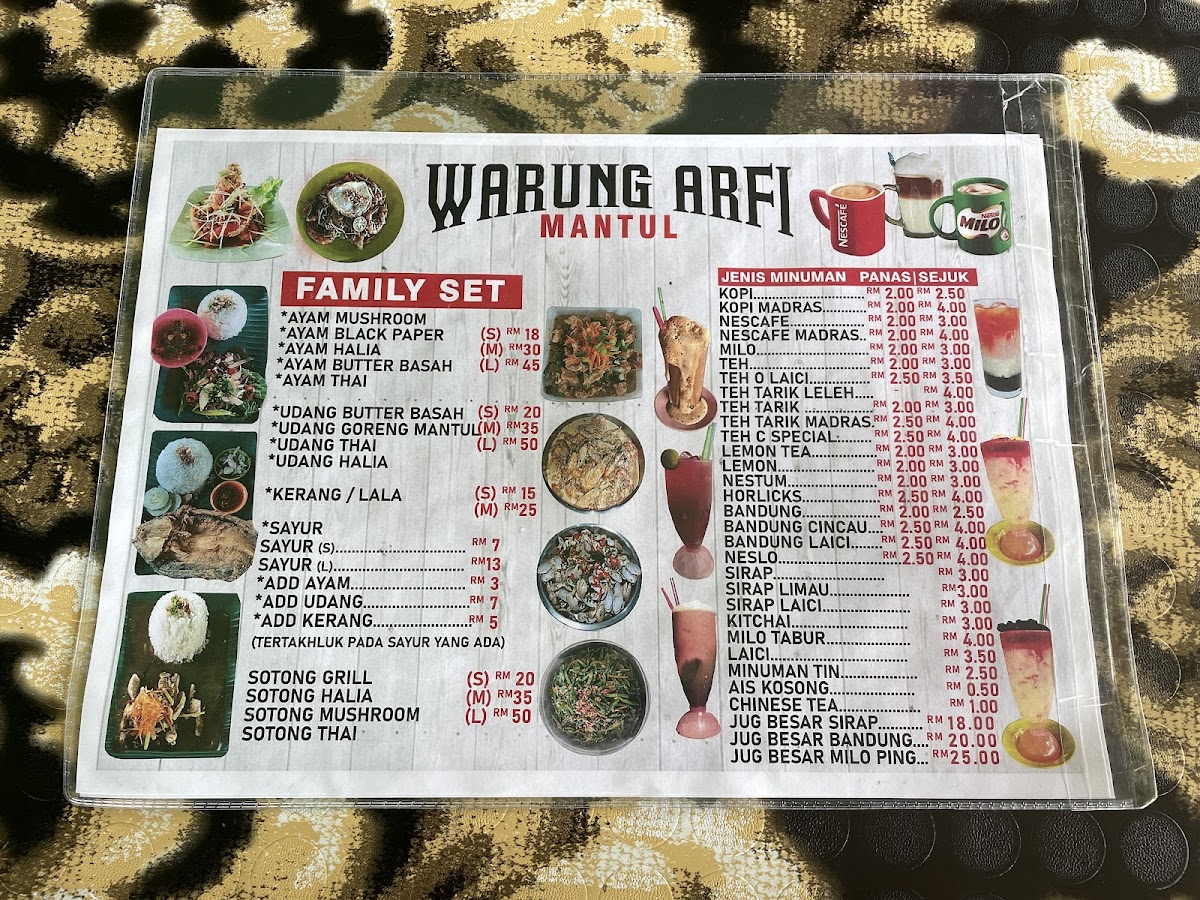 WARUNG ARFI
MANTUL
NESCAFÉ
Nestlé
MILO
FAMILY SET
*AYAM MUSHROOM
*AYAM BLACK PAPER (S) RM 18
*AYAM HALIA (M) RM30
*AYAM BUTTER BASAH (L) RM 45
*AYAM THAI
*UDANG BUTTER BASAH (S) RM 20
*UDANG GORENG MANTUL(M) RM35
*UDANG THAI (L) RM 50
*UDANG HALIA
*KERANG / LALA (S) RM 15
(M) RM25
*SAYUR
SAYUR (S)........................ RM 7
SAYUR (L)........................ RM13
*ADD AYAM........................ RM 3
*ADD UDANG........................ RM 7
*ADD KERANG........................ RM 5
(TERTAKHLUK PADA SAYUR YANG ADA)
SOTONG GRILL (S) RM 20
SOTONG HALIA (M) RM35
SOTONG MUSHROOM (L) RM 50
SOTONG THAI
JENIS MINUMAN PANAS|SEJUK
KOPI........................ RM 2.00 RM 2.50
KOPI MADRAS......... RM 2.00 RM 4.00
NESCAFE................ RM 2.00 RM 3.00
NESCAFE MADRAS.. RM 2.00 RM 4.00
MILO........................ RM 2.00 RM 3.00
TEH........................ RM 2.00 RM 3.00
TEH O LAICI............ RM 2.50 RM 3.50
TEH TARIK LELEH.... - RM 4.00
TEH TARIK .............. RM 2.00 RM 3.00
TEH TARIK MADRAS. RM 2.50 RM 4.00
TEH C SPECIAL:........ RM 2.50 RM 4.00
LEMON TEA............. RM 2.00 RM 3.00
LEMON.................... RM 2.00 RM 3.00
NESTUM................. RM 2.00 RM 3.00
HORLICKS............... RM 2.50 RM 4.00
BANDUNG............... RM 2.00 RM 2.50
BANDUNG CINCAU.... RM 2.50 RM 4.00
BANDUNG LAICI....... RM 2.50 RM 4.00
NESLO..................... RM 2.50 RM 4.00
SIRAP ........................ RM 3.00
SIRAP LIMAU............... RM3.00
SIRAP LAICI................ RM 3.00
KITCHAI..................... RM 3.00
MILO TABUR............... RM 4.00
LAICI........................ RM 3.50
MINUMAN TIN............. RM 2.50
AIS KOSONG............... RM 0.50
CHINESE TEA............... RM 1.00
JUG BESAR SIRAP........ RM 18.00
JUG BESAR BANDUNG.... RM 20.00
JUG BESAR MILO PING... RM25.00